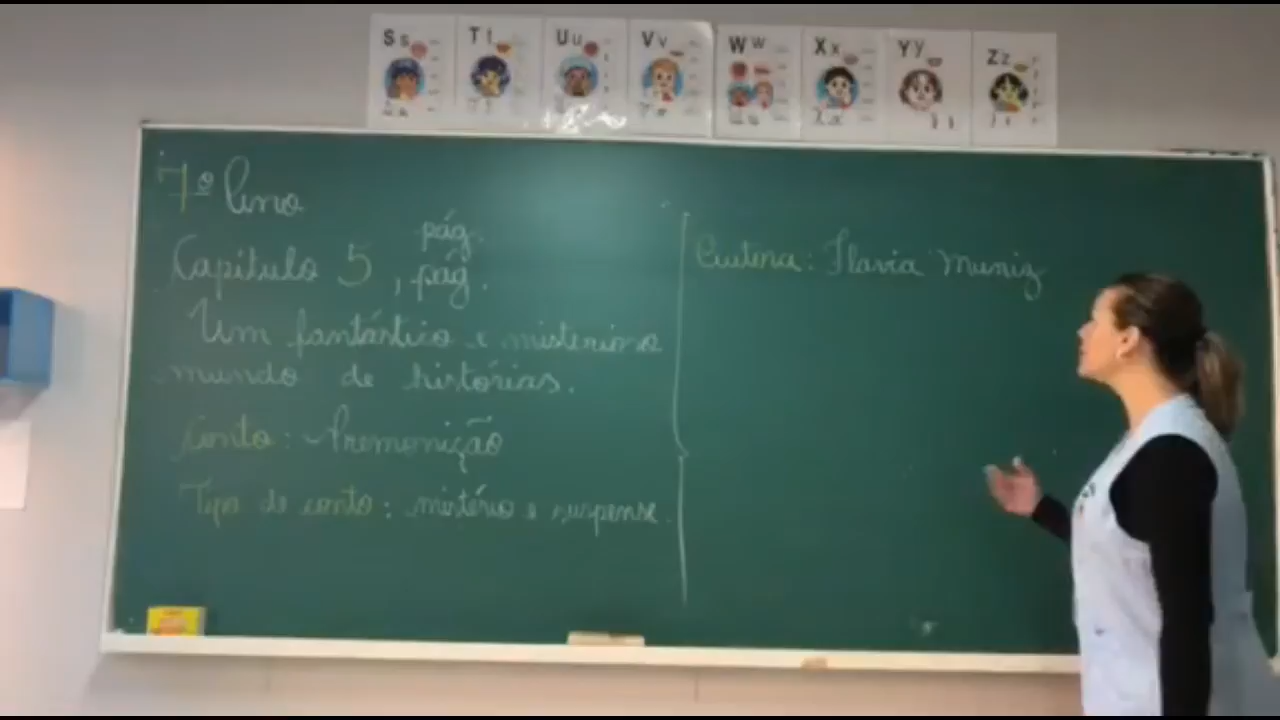 Ss
Tt
Uu
Vv
Ww
Xx
Yy
Zz
7º Ano
pág.
Capítulo 5, pág.
Um fantástico e misterioso
mundo de histórias.
Conto: Premonição
Tipo de conto: mistério e suspense.
Autora: Flavia Muniz